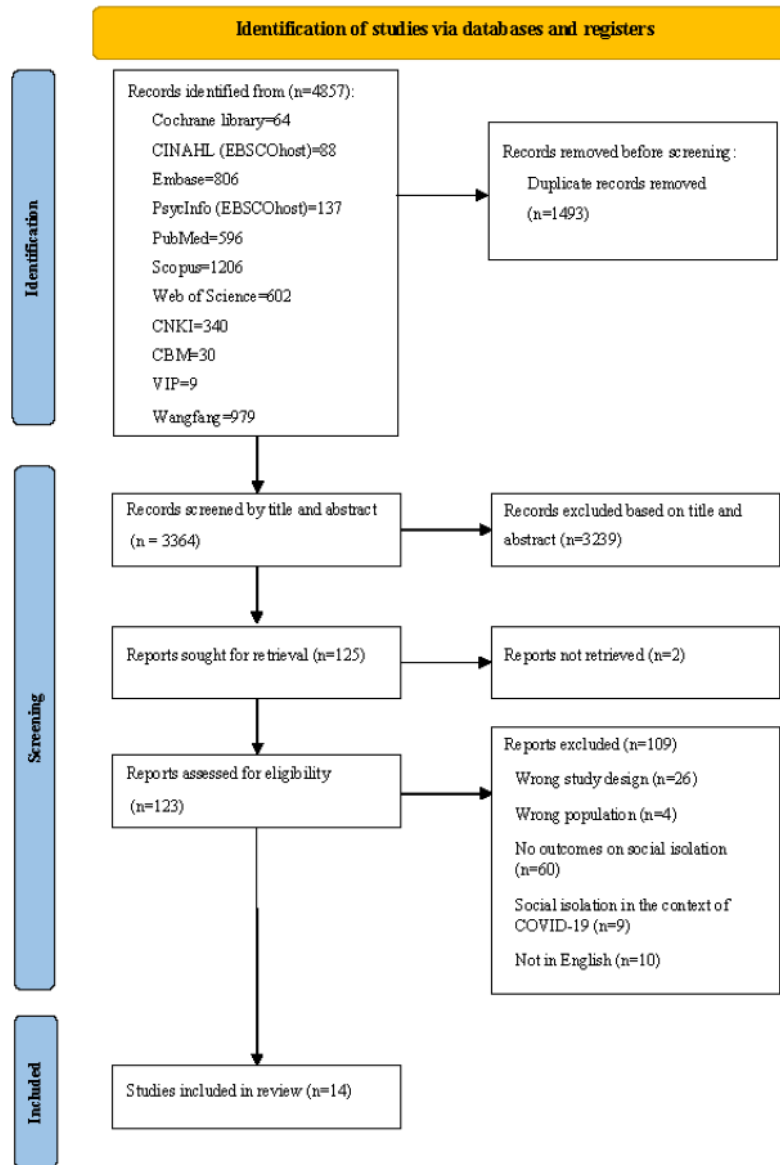 Identification of studies via databases and registers
Identification
Records identified from (n=4857):
Cochrane library=64
CINAHL (EBSCOhost)=88
Embase=806
PsycInfo (EBSCOhost)=137
PubMed=596
Scopus=1206
Web of Science=602
CNKI=340
CBM=30
VIP=9
Wangfang=979
Records removed before screening:
Duplicate records removed
(n=1493)
Screening
Records screened by title and abstract
(n = 3364)
Records excluded based on title and
abstract (n=3239)
Reports sought for retrieval (n=125)
Reports not retrieved (n=2)
Reports assessed for eligibility
(n=123)
Reports excluded (n=109)
Wrong study design (n=26)
Wrong population (n=4)
No outcomes on social isolation
(n=60)
Social isolation in the context of
COVID-19 (n=9)
Not in English (n=10)
Included
Studies included in review (n=14)